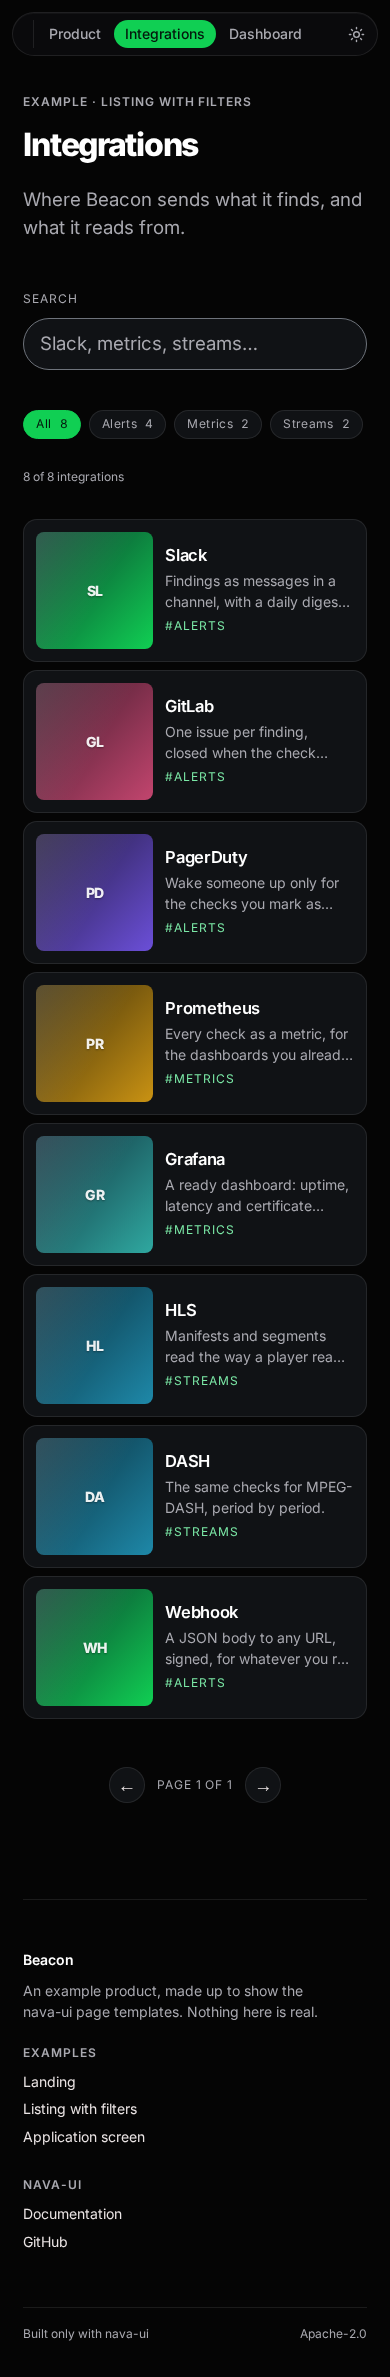 Product Integrations Dashboard
EXAMPLE · LISTING WITH FILTERS
Integrations
Where Beacon sends what it finds, and
what it reads from.
SEARCH
Slack, metrics, streams...
All 8 Alerts 4 Metrics 2 Streams 2
8 of 8 integrations
SL
Slack
Findings as messages in a
channel, with a daily diges...
#ALERTS
GL
GitLab
One issue per finding,
closed when the check...
#ALERTS
PD
PagerDuty
Wake someone up only for
the checks you mark as...
#ALERTS
PR
Prometheus
Every check as a metric, for
the dashboards you alread...
#METRICS
GR
Grafana
A ready dashboard: uptime,
latency and certificate...
#METRICS
HL
HLS
Manifests and segments
read the way a player rea...
#STREAMS
DA
DASH
The same checks for MPEG-
DASH, period by period.
#STREAMS
WH
Webhook
A JSON body to any URL,
signed, for whatever you r...
#ALERTS
← PAGE 1 OF 1 →
Beacon
An example product, made up to show the
nava-ui page templates. Nothing here is real.
EXAMPLES
Landing
Listing with filters
Application screen
NAVA-UI
Documentation
GitHub
Built only with nava-ui Apache-2.0